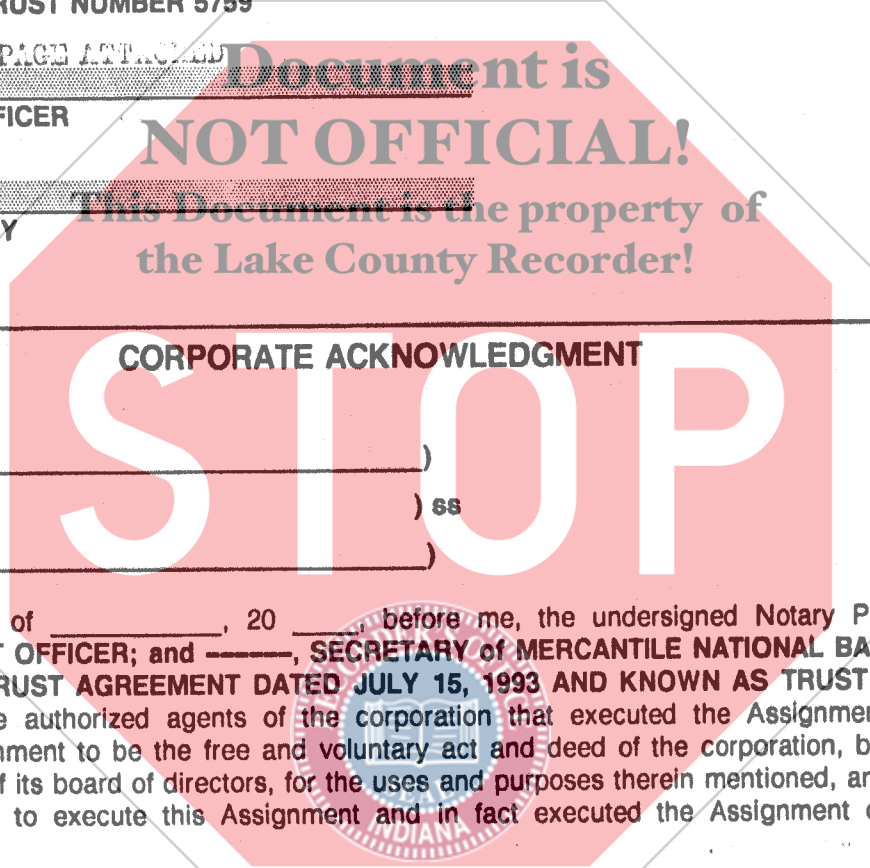 RUST NUMBER 5759
PAGE ATTACHED
Document is
FICER
NOT OFFICIAL!
This Document is the property of
Y
the Lake County Recorder!
CORPORATE ACKNOWLEDGMENT
STOP
)
) ss
)
of ____________, 20 ____, before me, the undersigned Notary P
T OFFICER; and ------, SECRETARY of MERCANTILE NATIONAL BA
RUST AGREEMENT DATED JULY 15, 1993 AND KNOWN AS TRUST
e authorized agents of the corporation that executed the Assignmen
nment to be the free and voluntary act and deed of the corporation, b
f its board of directors, for the uses and purposes therein mentioned, an
to execute this Assignment and in fact executed the Assignment
INDIANA